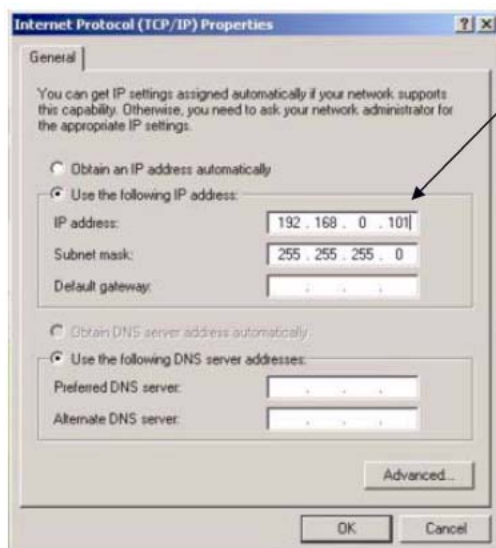 Internet Protocol (TCP/IP) Properties
General
You can get IP settings assigned automatically if your network supports
this capability. Otherwise, you need to ask your network administrator for
the appropriate IP settings.
Obtain an IP address automatically
Use the following IP address:
IP address: 192 . 168 . 0 . 101
Subnet mask: 255 . 255 . 255 . 0
Default gateway: . . .
Obtain DNS server address automatically
Use the following DNS server addresses:
Preferred DNS server: . . .
Alternate DNS server: . . .
Advanced...
OK Cancel